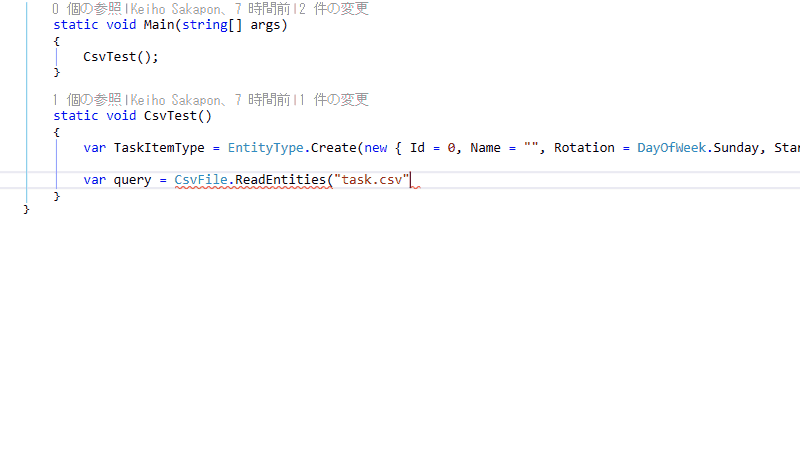 0 個の参照|Keiho Sakapon、7 時間前|2 件の変更
static void Main(string[] args)
{
CsvTest();
}
1 個の参照|Keiho Sakapon、7 時間前|1 件の変更
static void CsvTest()
{
var TaskItemType = EntityType.Create(new { Id = 0, Name = "", Rotation = DayOfWeek.Sunday, Star
var query = CsvFile.ReadEntities("task.csv"
}
}